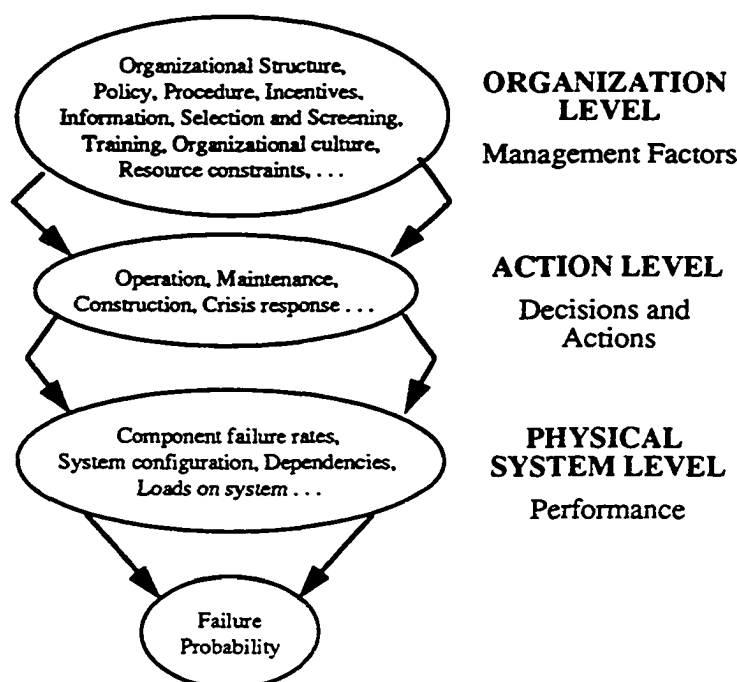 Organizational Structure,
Policy, Procedure, Incentives,
Information, Selection and Screening,
Training, Organizational culture,
Resource constraints, . . .
ORGANIZATION
LEVEL
Management Factors
Operation, Maintenance,
Construction, Crisis response . . .
ACTION LEVEL
Decisions and
Actions
Component failure rates,
System configuration, Dependencies,
Loads on system . . .
PHYSICAL
SYSTEM LEVEL
Performance
Failure
Probability